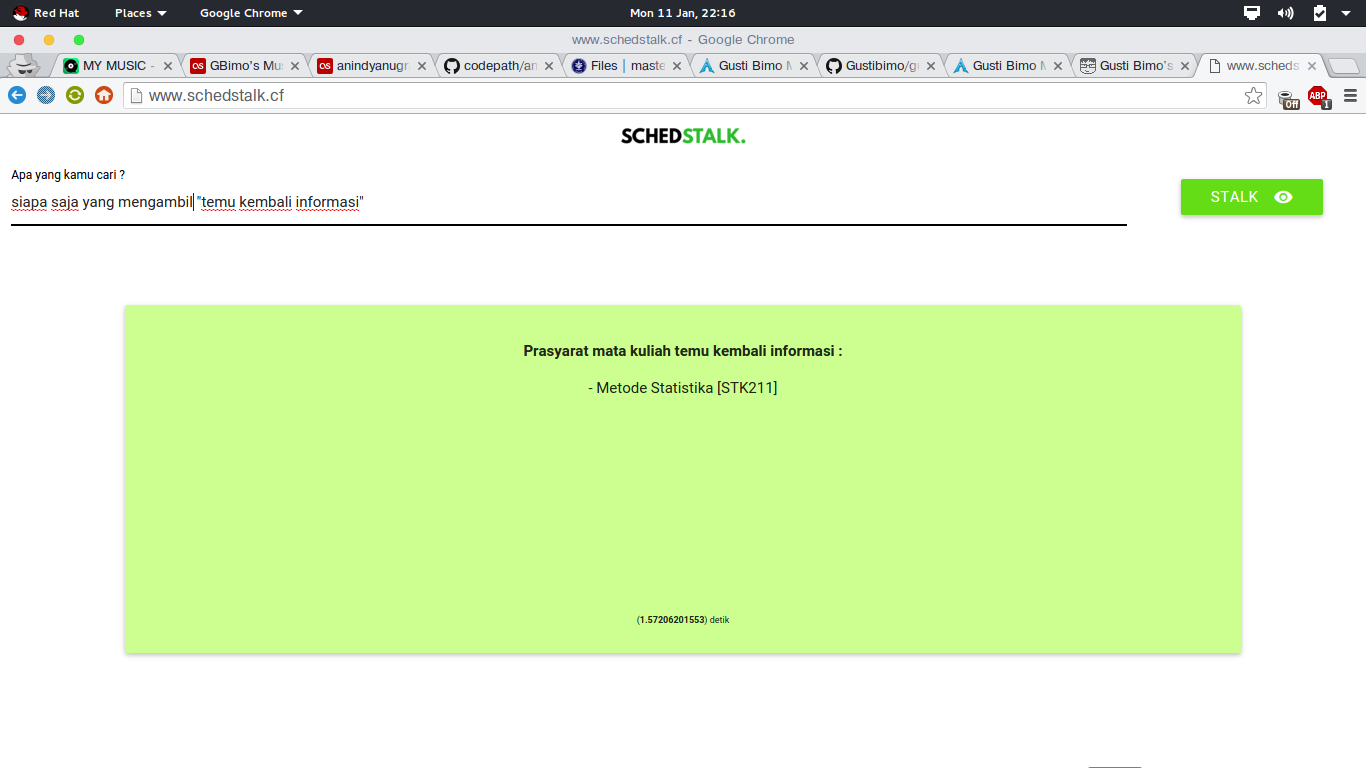 Red Hat Places Google Chrome Mon 11 Jan, 22:16
www.schedstalk.cf - Google Chrome
MY MUSIC - GBimo's Mu anindyanugr codepath/an Files | maste Gusti Bimo M Gustibimo/g Gusti Bimo M Gusti Bimo's www.scheds
www.schedstalk.cf Off ABP 1
SCHEDSTALK.
Apa yang kamu cari ?
siapa saja yang mengambil "temu kembali informasi"
STALK
Prasyarat mata kuliah temu kembali informasi :
- Metode Statistika [STK211]
(1.57206201553) detik